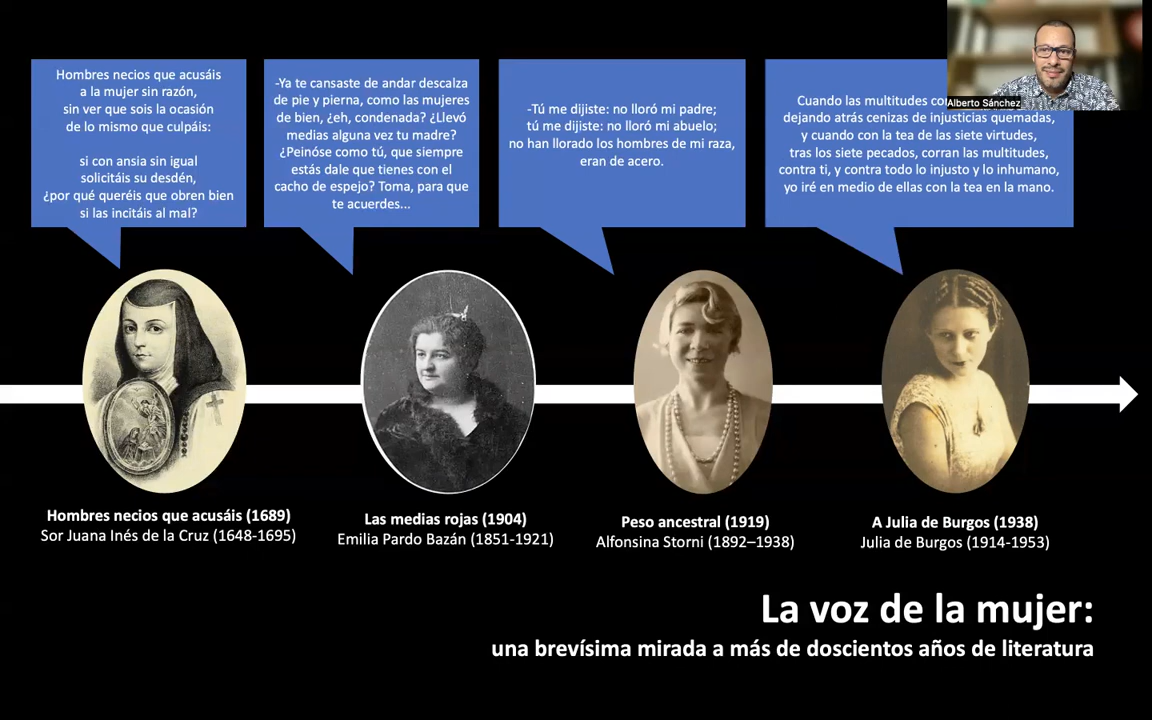 Hombres necios que acusáis
a la mujer sin razón,
sin ver que sois la ocasión
de lo mismo que culpáis:
si con ansia sin igual
solicitáis su desdén,
¿por qué queréis que obren bien
si las incitáis al mal?
-Ya te cansaste de andar descalza
de pie y pierna, como las mujeres
de bien, ¿eh, condenada? ¿Llevó
medias alguna vez tu madre?
¿Peinóse como tú, que siempre
estás dale que tienes con el
cacho de espejo? Toma, para que
te acuerdes...
-Tú me dijiste: no lloró mi padre;
tú me dijiste: no lloró mi abuelo;
no han llorado los hombres de mi raza,
eran de acero.
Cuando las multitudes
dejando atrás cenizas de injusticias quemadas,
y cuando con la tea de las siete virtudes,
tras los siete pecados, corran las multitudes,
contra ti, y contra todo lo injusto y lo inhumano,
yo iré en medio de ellas con la tea en la mano.
Alberto Sánchez
Hombres necios que acusáis (1689)
Sor Juana Inés de la Cruz (1648-1695)
Las medias rojas (1904)
Emilia Pardo Bazán (1851-1921)
Peso ancestral (1919)
Alfonsina Storni (1892–1938)
A Julia de Burgos (1938)
Julia de Burgos (1914-1953)
La voz de la mujer:
una brevísima mirada a más de doscientos años de literatura